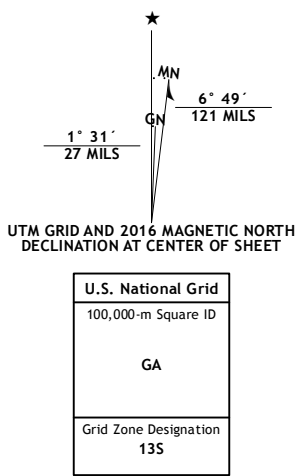 ★
MN
6° 49´
121 MILS
GN
1° 31´
27 MILS
UTM GRID AND 2016 MAGNETIC NORTH
DECLINATION AT CENTER OF SHEET
U.S. National Grid
100,000-m Square ID
GA
Grid Zone Designation
13S